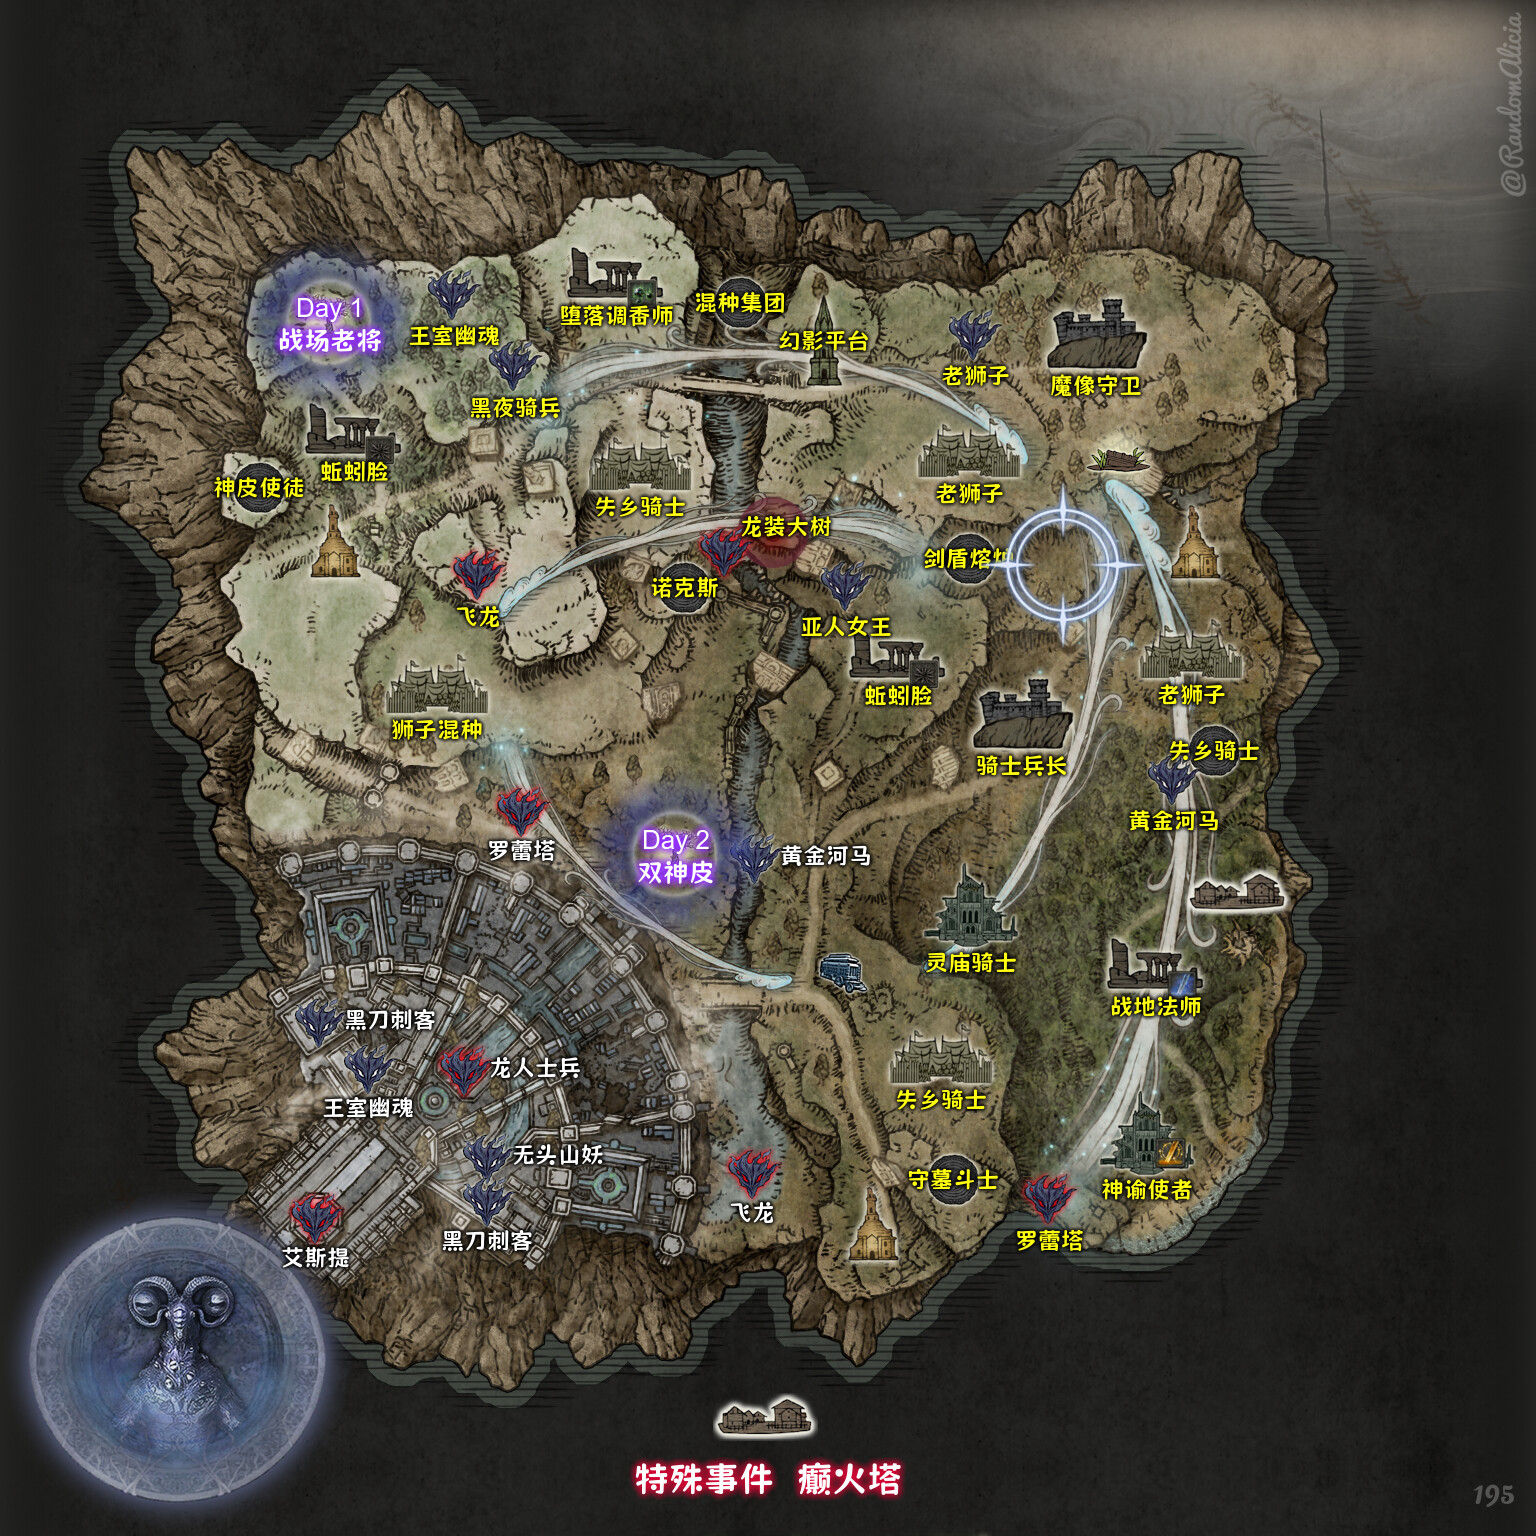 @RandomAlicia
Day 1
战场老将
王室幽魂
堕落调香师
混种集团
幻影平台
老狮子
魔像守卫
黑夜骑兵
蚯蚓脸
神皮使徒
失乡骑士
老狮子
龙装大树
剑盾熔炉
诺克斯
飞龙
亚人女王
蚯蚓脸
老狮子
狮子混种
失乡骑士
骑士兵长
黄金河马
罗蕾塔
Day 2
双神皮
黄金河马
灵庙骑士
战地法师
黑刀刺客
龙人士兵
王室幽魂
失乡骑士
无头山妖
守墓斗士
神谕使者
飞龙
罗蕾塔
黑刀刺客
艾斯提
特殊事件 癫火塔
195